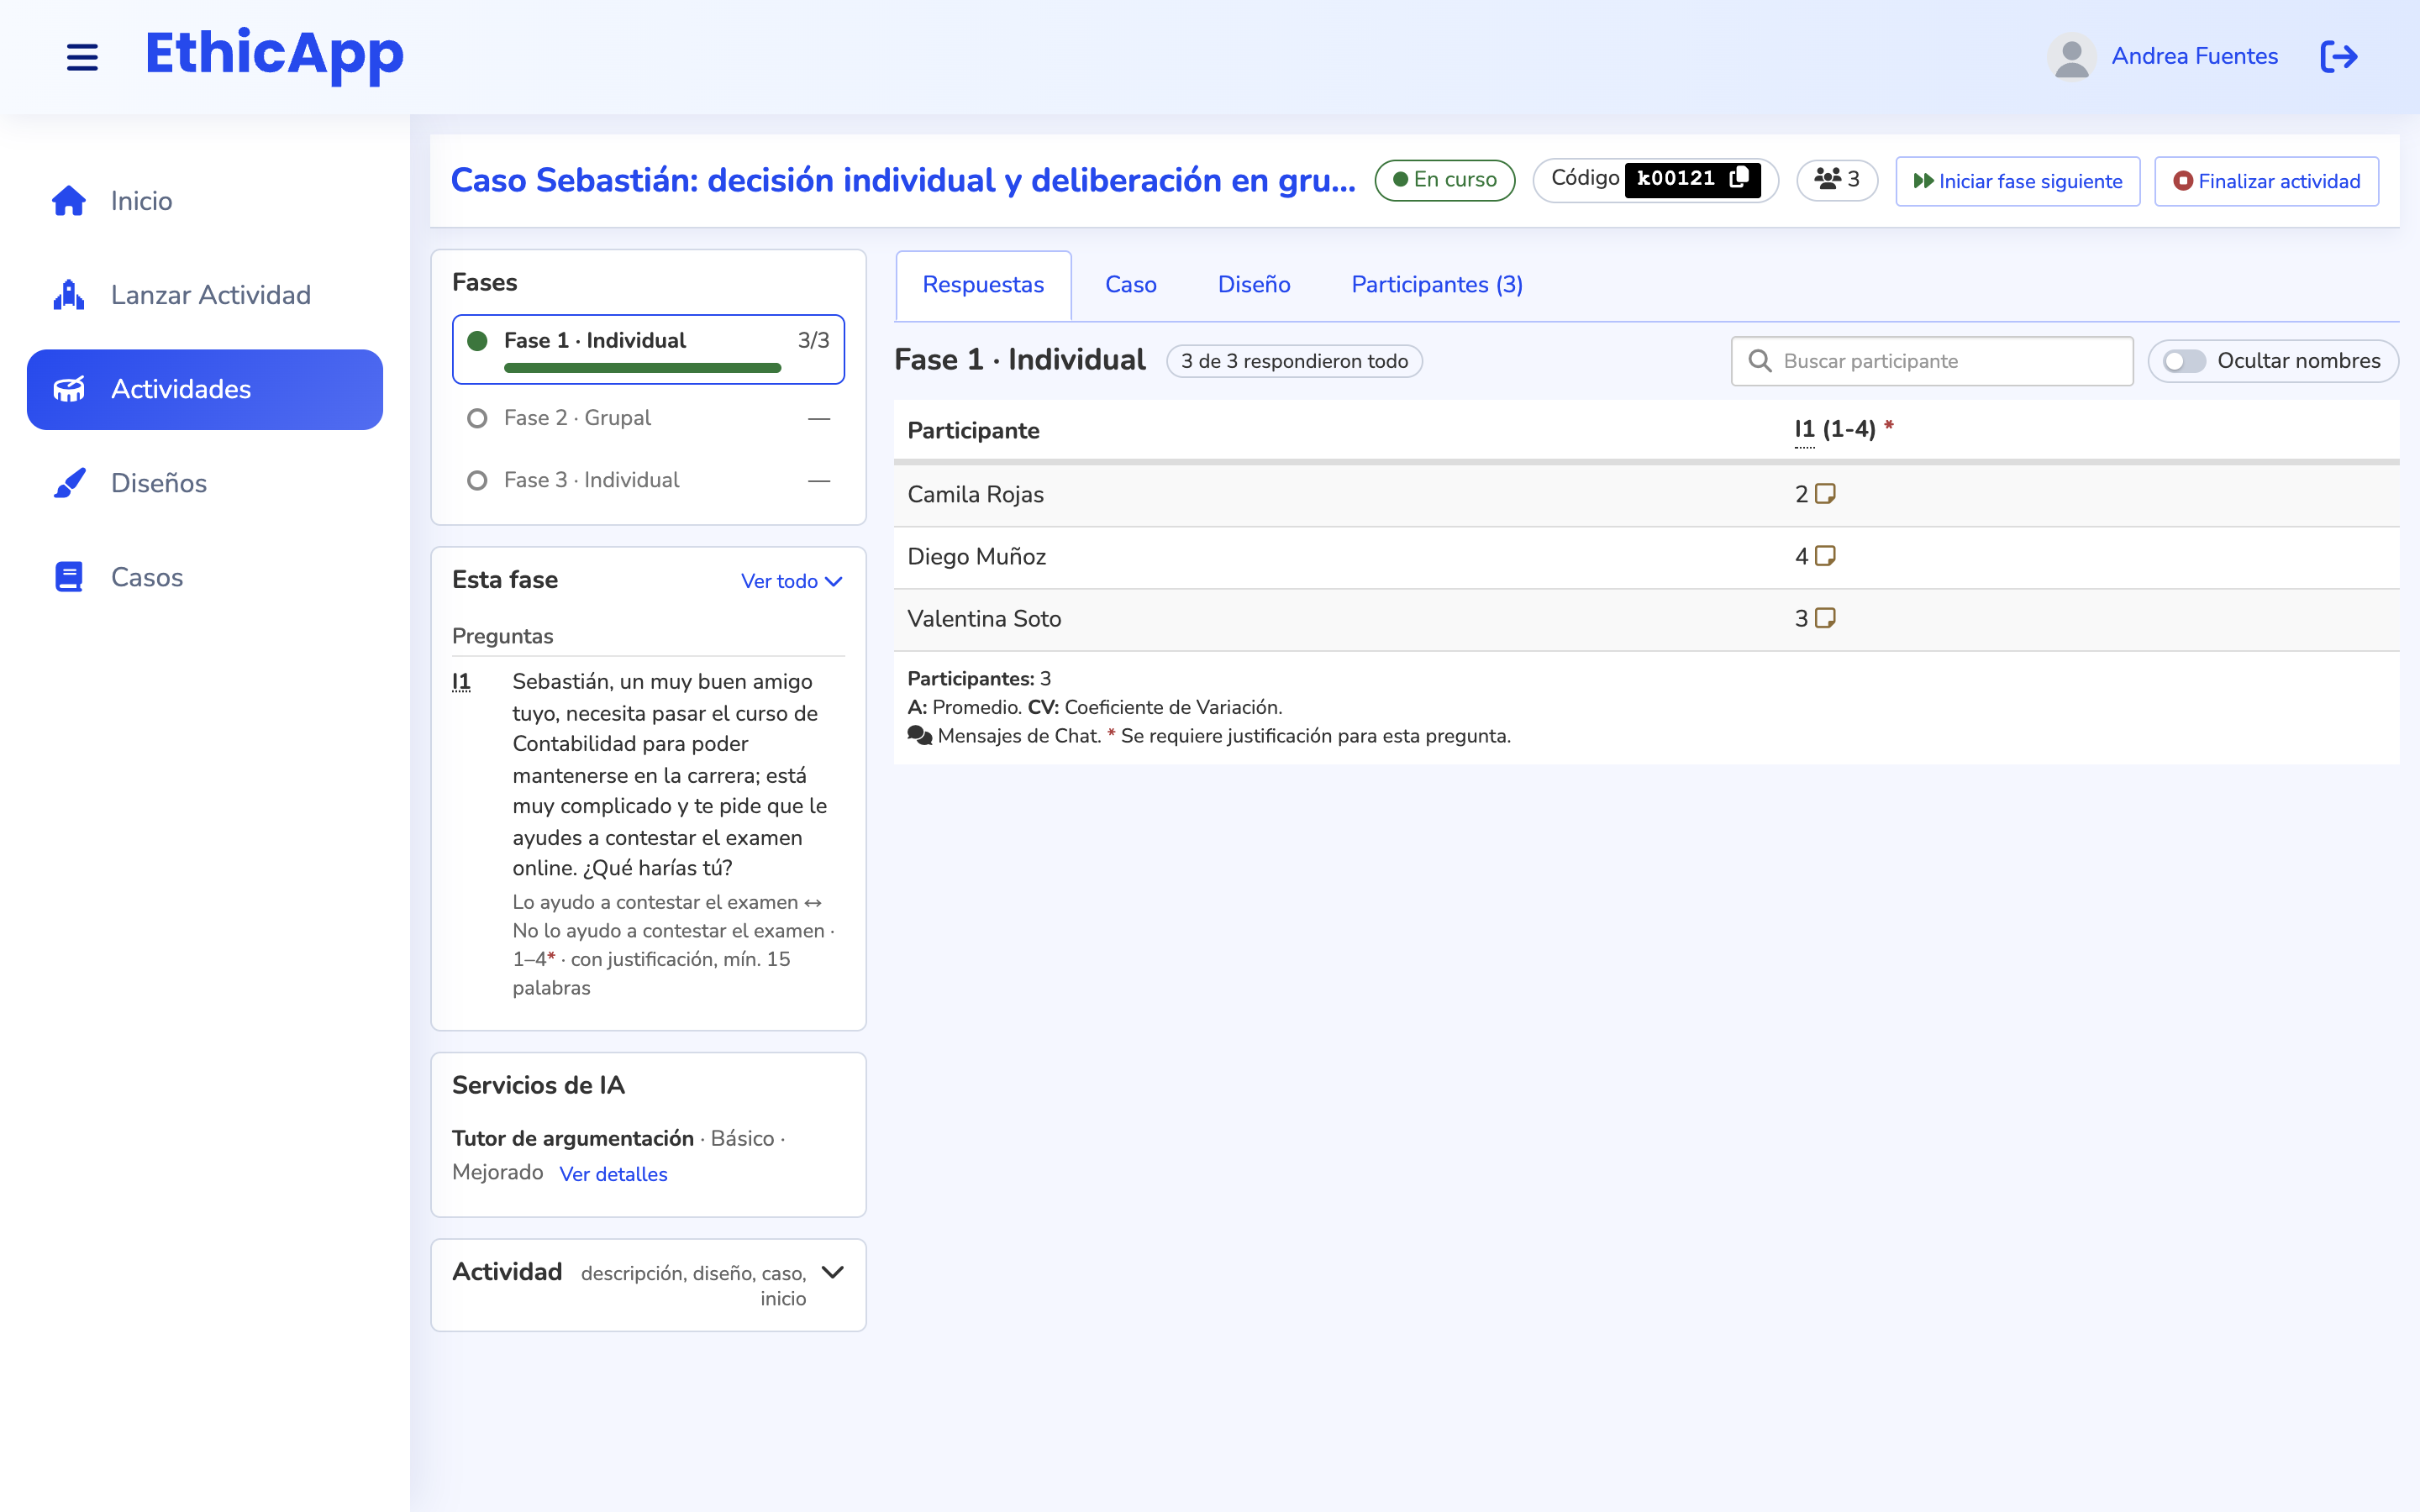 EthicApp
Andrea Fuentes
Inicio
Lanzar Actividad
Actividades
Diseños
Casos
Caso Sebastián: decisión individual y deliberación en gru...
En curso
Código k00121
3
Iniciar fase siguiente
Finalizar actividad
Fases
Fase 1 · Individual 3/3
Fase 2 · Grupal —
Fase 3 · Individual —
Esta fase Ver todo
Preguntas
I1 Sebastián, un muy buen amigo
tuyo, necesita pasar el curso de
Contabilidad para poder
mantenerse en la carrera; está
muy complicado y te pide que le
ayudes a contestar el examen
online. ¿Qué harías tú?
Lo ayudo a contestar el examen ↔
No lo ayudo a contestar el examen ·
1–4* · con justificación, mín. 15
palabras
Servicios de IA
Tutor de argumentación · Básico ·
Mejorado Ver detalles
Actividad descripción, diseño, caso,
inicio
Respuestas Caso Diseño Participantes (3)
Fase 1 · Individual 3 de 3 respondieron todo
Buscar participante
Ocultar nombres
Participante I1 (1-4) *
Camila Rojas 2
Diego Muñoz 4
Valentina Soto 3
Participantes: 3
A: Promedio. CV: Coeficiente de Variación.
Mensajes de Chat. * Se requiere justificación para esta pregunta.